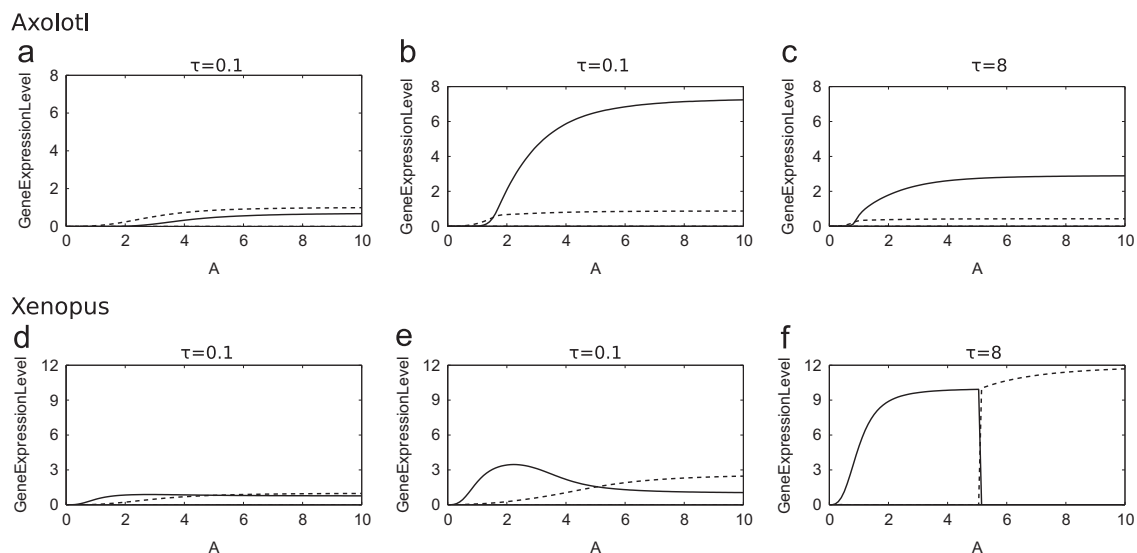 Axolotl
a b c
τ=0.1 τ=0.1 τ=8
GeneExpressionLevel GeneExpressionLevel GeneExpressionLevel
8 8 8
6 6 6
4 4 4
2 2 2
0 0 0
0 2 4 6 8 10 0 2 4 6 8 10 0 2 4 6 8 10
A A A
Xenopus
d e f
τ=0.1 τ=0.1 τ=8
GeneExpressionLevel GeneExpressionLevel GeneExpressionLevel
12 12 12
9 9 9
6 6 6
3 3 3
0 0 0
0 2 4 6 8 10 0 2 4 6 8 10 0 2 4 6 8 10
A A A